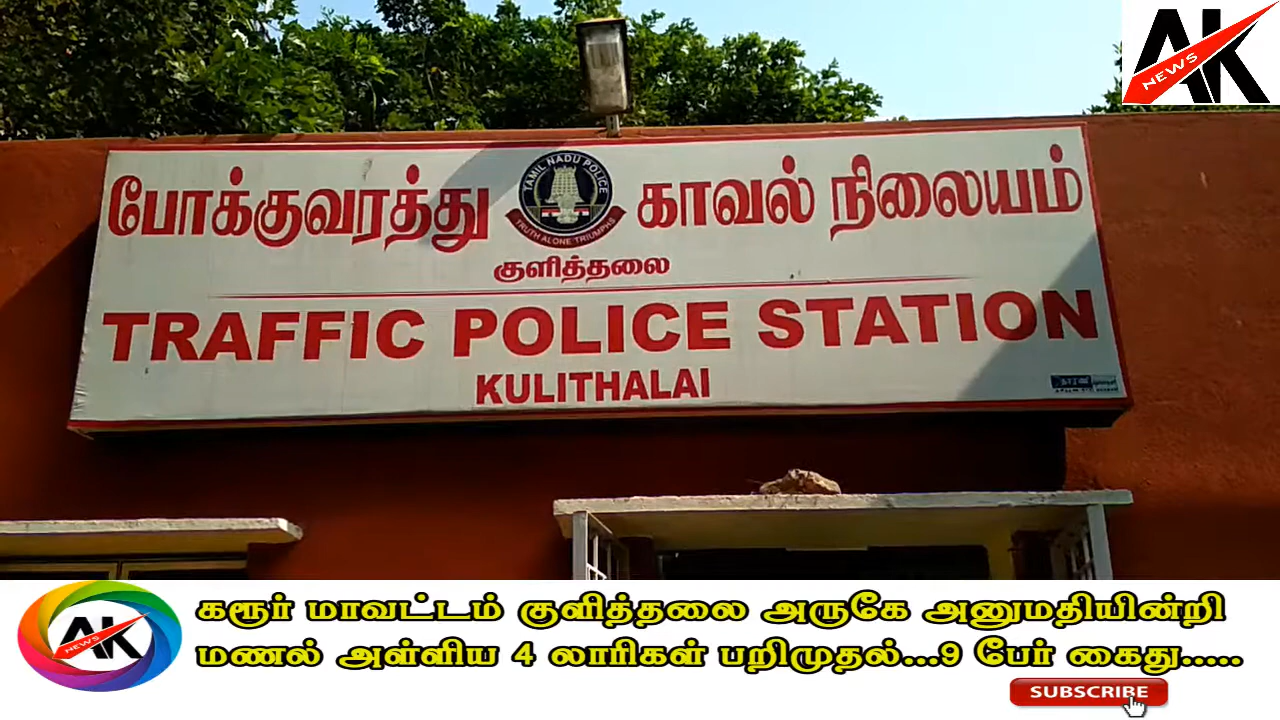 AK
NEWS
போக்குவரத்து காவல் நிலையம்
TAMIL NADU POLICE
TRUTH ALONE TRIUMPHS
குளித்தலை
TRAFFIC POLICE STATION
KULITHALAI
AK
NEWS
கரூர் மாவட்டம் குளித்தலை அருகே அனுமதியின்றி
மணல் அள்ளிய 4 லாரிகள் பறிமுதல்...9 பேர் கைது.....
SUBSCRIBE